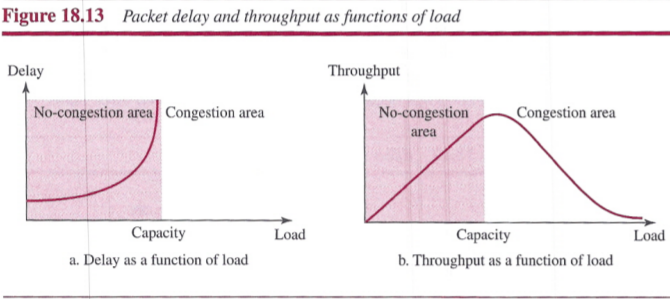 Figure 18.13 Packet delay and throughput as functions of load
Delay
No-congestion area
Congestion area
Capacity
Load
a. Delay as a function of load
Throughput
No-congestion
area
Congestion area
Capacity
Load
b. Throughput as a function of load